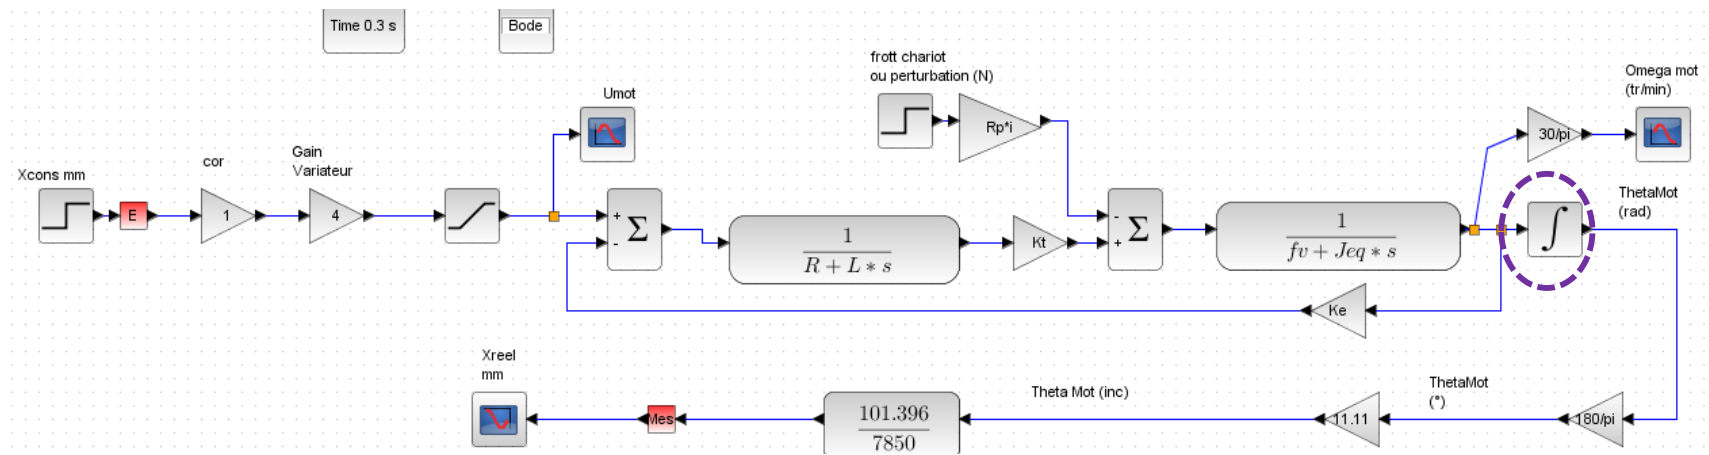 Time 0.3 s
Bode
frott chariot
ou perturbation (N)
Omega mot
(tr/min)
Umot
Rp*i
30/pi
Gain
Variateur
cor
Xcons mm
ThetaMot
(rad)
E
1
4
+
-
Σ
1
R + L * s
Kt
-
+
Σ
1
fv + Jeq * s
∫
Ke
Xreel
mm
Mes
101.396
7850
Theta Mot (inc)
11.11
ThetaMot
(°)
180/pi